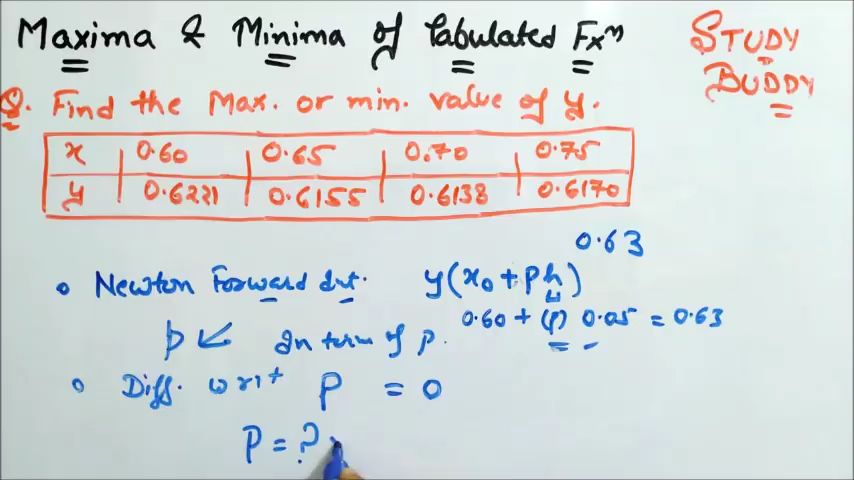 Maxima & Minima of Tabulated Fxⁿ
STUDY BUDDY
Q. Find the Max. or min. value of y.
x 0.60 0.65 0.70 0.75
y 0.6221 0.6155 0.6138 0.6170
0.63
Newton Forward dif. y(x₀+ph)
0.60 + (p) 0.05 = 0.63
p In term of p.
Diff. wrt p = 0
P = ?